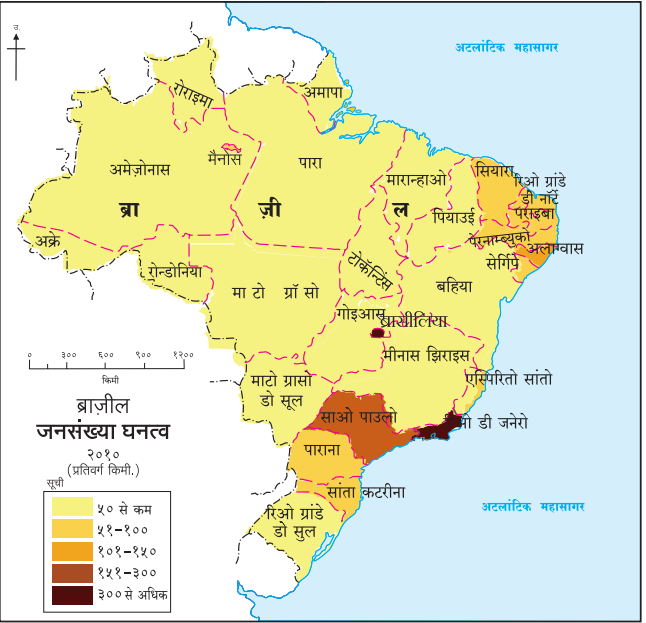 उ.
अटलांटिक महासागर
रोराइमा
अमापा
मैनोस
पारा
अमेज़ोनास
मारान्हाओ
सियारा
रिओ ग्रांडे
डी नॉर्टे
पराइबा
ब्रा ज़ी ल
पियाउई
पेरनाम्ब्युको
अलाग्वास
अक्रे
रोन्डोनिया
टोकँन्टिंस
सेर्गिपे
बहिया
मा टो ग्रॉ सो
गोइआस
ब्रासीलिया
मीनास झिराइस
० ३०० ६०० ९०० १२००
किमी
माटो ग्रासो
डो सूल
एस्पिरितो सांतो
ब्राज़ील
जनसंख्या घनत्व
२०१०
(प्रतिवर्ग किमी.)
साओ पाउलो
रिओ डी जनेरो
पाराना
सांता कटरीना
रिओ ग्रांडे
डो सुल
अटलांटिक महासागर
सूची
५० से कम
५१-१००
१०१-१५०
१५१-३००
३०० से अधिक